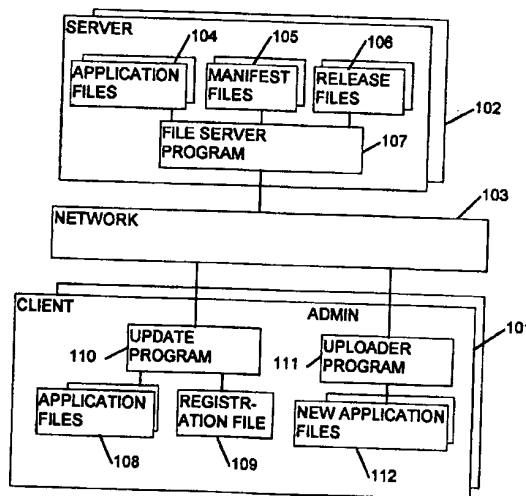 SERVER
104
105
106
APPLICATION
FILES
MANIFEST
FILES
RELEASE
FILES
102
FILE SERVER
PROGRAM
107
103
NETWORK
CLIENT
ADMIN
101
110
UPDATE
PROGRAM
111
UPLOADER
PROGRAM
APPLICATION
FILES
REGISTR-
ATION FILE
NEW APPLICATION
FILES
108
109
112